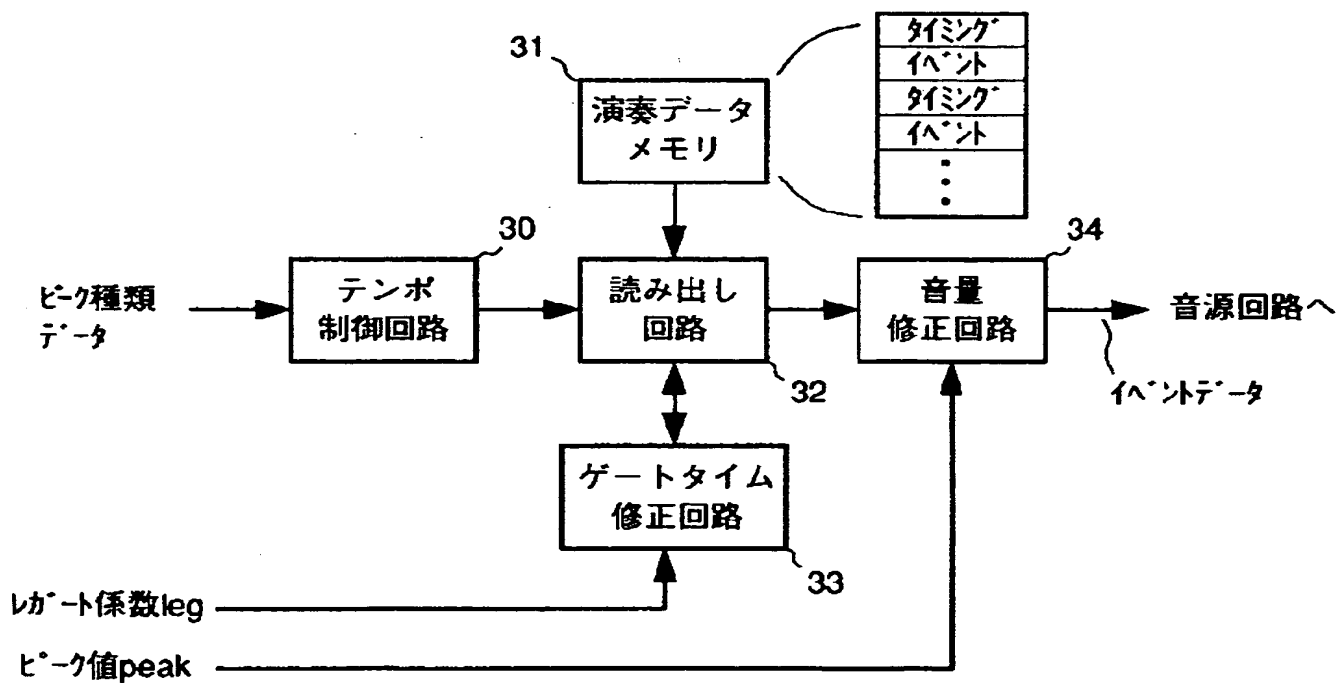 31
演奏データ
メモリ
タイミング
イベント
タイミング
イベント
ピーク種類
データ
30
テンポ
制御回路
読み出し
回路
32
34
音量
修正回路
音源回路へ
イベントデータ
ゲートタイム
修正回路
33
レガート係数leg
ピーク値peak